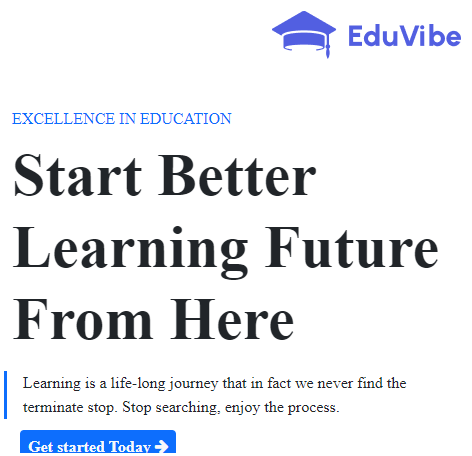 EduVibe
EXCELLENCE IN EDUCATION
Start Better
Learning Future
From Here
Learning is a life-long journey that in fact we never find the
terminate stop. Stop searching, enjoy the process.
Get started Today →